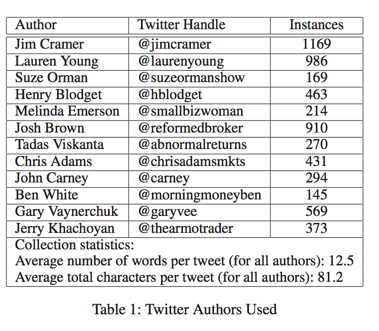 Author Twitter Handle Instances
Jim Cramer @jimcramer 1169
Lauren Young @laurenyoung 986
Suze Orman @suzeormanshow 169
Henry Blodget @hblodget 463
Melinda Emerson @smallbizwoman 214
Josh Brown @reformedbroker 910
Tadas Viskanta @abnormalreturns 270
Chris Adams @chrisadamsmkts 431
John Carney @carney 294
Ben White @morningmoneyben 145
Gary Vaynerchuk @garyvee 569
Jerry Khachoyan @thearmotrader 373
Collection statistics:
Average number of words per tweet (for all authors): 12.5
Average total characters per tweet (for all authors): 81.2
Table 1: Twitter Authors Used